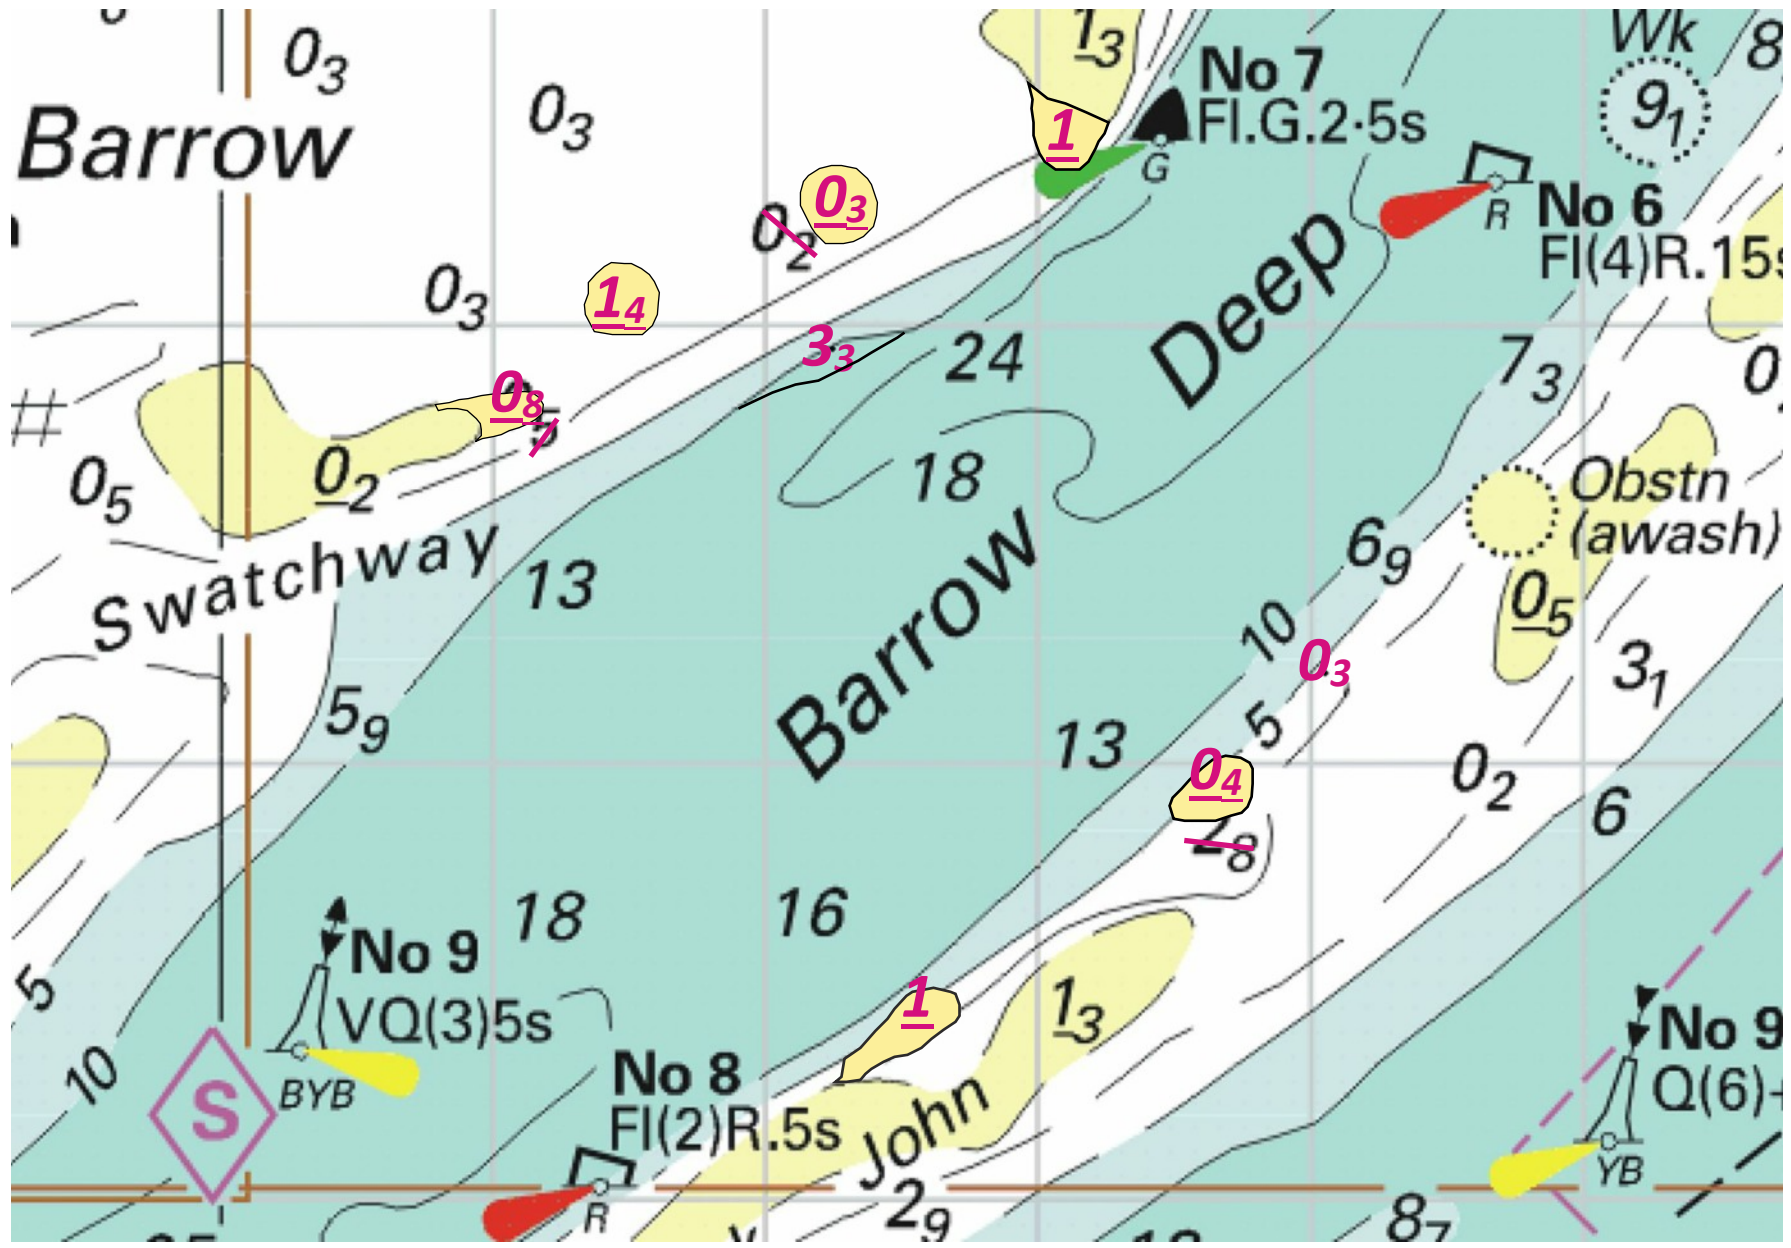 1₃
0₃
0₃
Wk
9₁
8
No 7
Fl.G.2·5s
G
Barrow
1
No 6
Fl(4)R.15s
R
0₃
0₂
Deep
1₄
0₃
3₃
24
7₃
0₈
5
18
Obstn
(awash)
0₂
0₅
Swatchway
13
6₉
0₅
10
0₃
3₁
5₉
Barrow
13
5
0₄
0₂
2₈
6
18
16
No 9
VQ(3)5s
BYB
5
1
1₃
No 9
Q(6)+
YB
10
S
No 8
Fl(2)R.5s
R
John
2₉
8₇